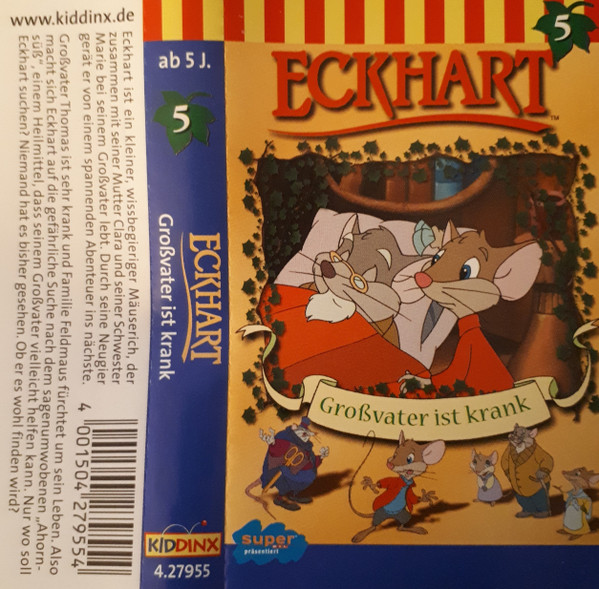 www.kiddinx.de
Eckhart ist ein kleiner, wissbegieriger Mäuserich, der
zusammen mit seiner Mutter Clara und seiner Schwester
Marie bei seinem Großvater lebt. Durch seine Neugier
gerät er von einem spannenden Abenteuer ins nächste.
Großvater Thomas ist sehr krank und Familie Feldmaus fürchtet um sein Leben. Also
macht sich Eckhart auf die gefährliche Suche nach dem sagenumwobenen „Ahorn-
süß“, einem Heilmittel, dass seinem Großvater vielleicht helfen kann. Nur wo soll
Eckhart suchen? Niemand hat es bisher gesehen. Ob er es wohl finden wird?
4 001504 279554
ab 5 J.
5
ECKHART
Großvater ist krank
KIDDINX
4.27955
5
ECKHART
TM
Großvater ist krank
super
präsentiert